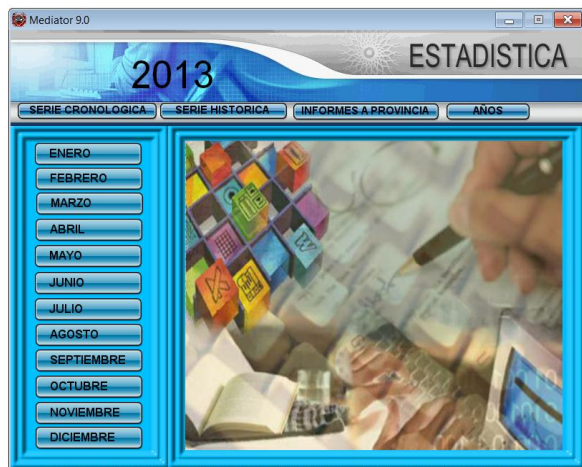 Mediator 9.0
ESTADISTICA
2013
SERIE CRONOLOGICA SERIE HISTORICA INFORMES A PROVINCIA AÑOS
ENERO
FEBRERO
MARZO
ABRIL
MAYO
JUNIO
JULIO
AGOSTO
SEPTIEMBRE
OCTUBRE
NOVIEMBRE
DICIEMBRE